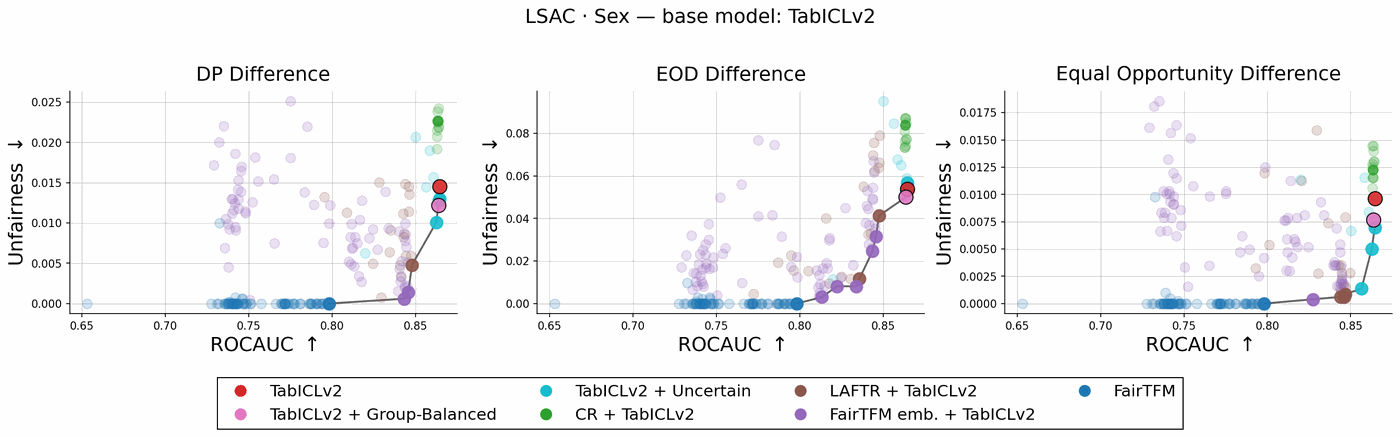 LSAC · Sex — base model: TabICLv2
DP Difference
EOD Difference
Equal Opportunity Difference
Unfairness ↓
0.025
0.020
0.015
0.010
0.005
0.000
0.65 0.70 0.75 0.80 0.85
ROCAUC ↑
Unfairness ↓
0.08
0.06
0.04
0.02
0.00
0.65 0.70 0.75 0.80 0.85
ROCAUC ↑
Unfairness ↓
0.0175
0.0150
0.0125
0.0100
0.0075
0.0050
0.0025
0.0000
0.65 0.70 0.75 0.80 0.85
ROCAUC ↑
TabICLv2 TabICLv2 + Uncertain LAFTR + TabICLv2 FairTFM
TabICLv2 + Group-Balanced CR + TabICLv2 FairTFM emb. + TabICLv2